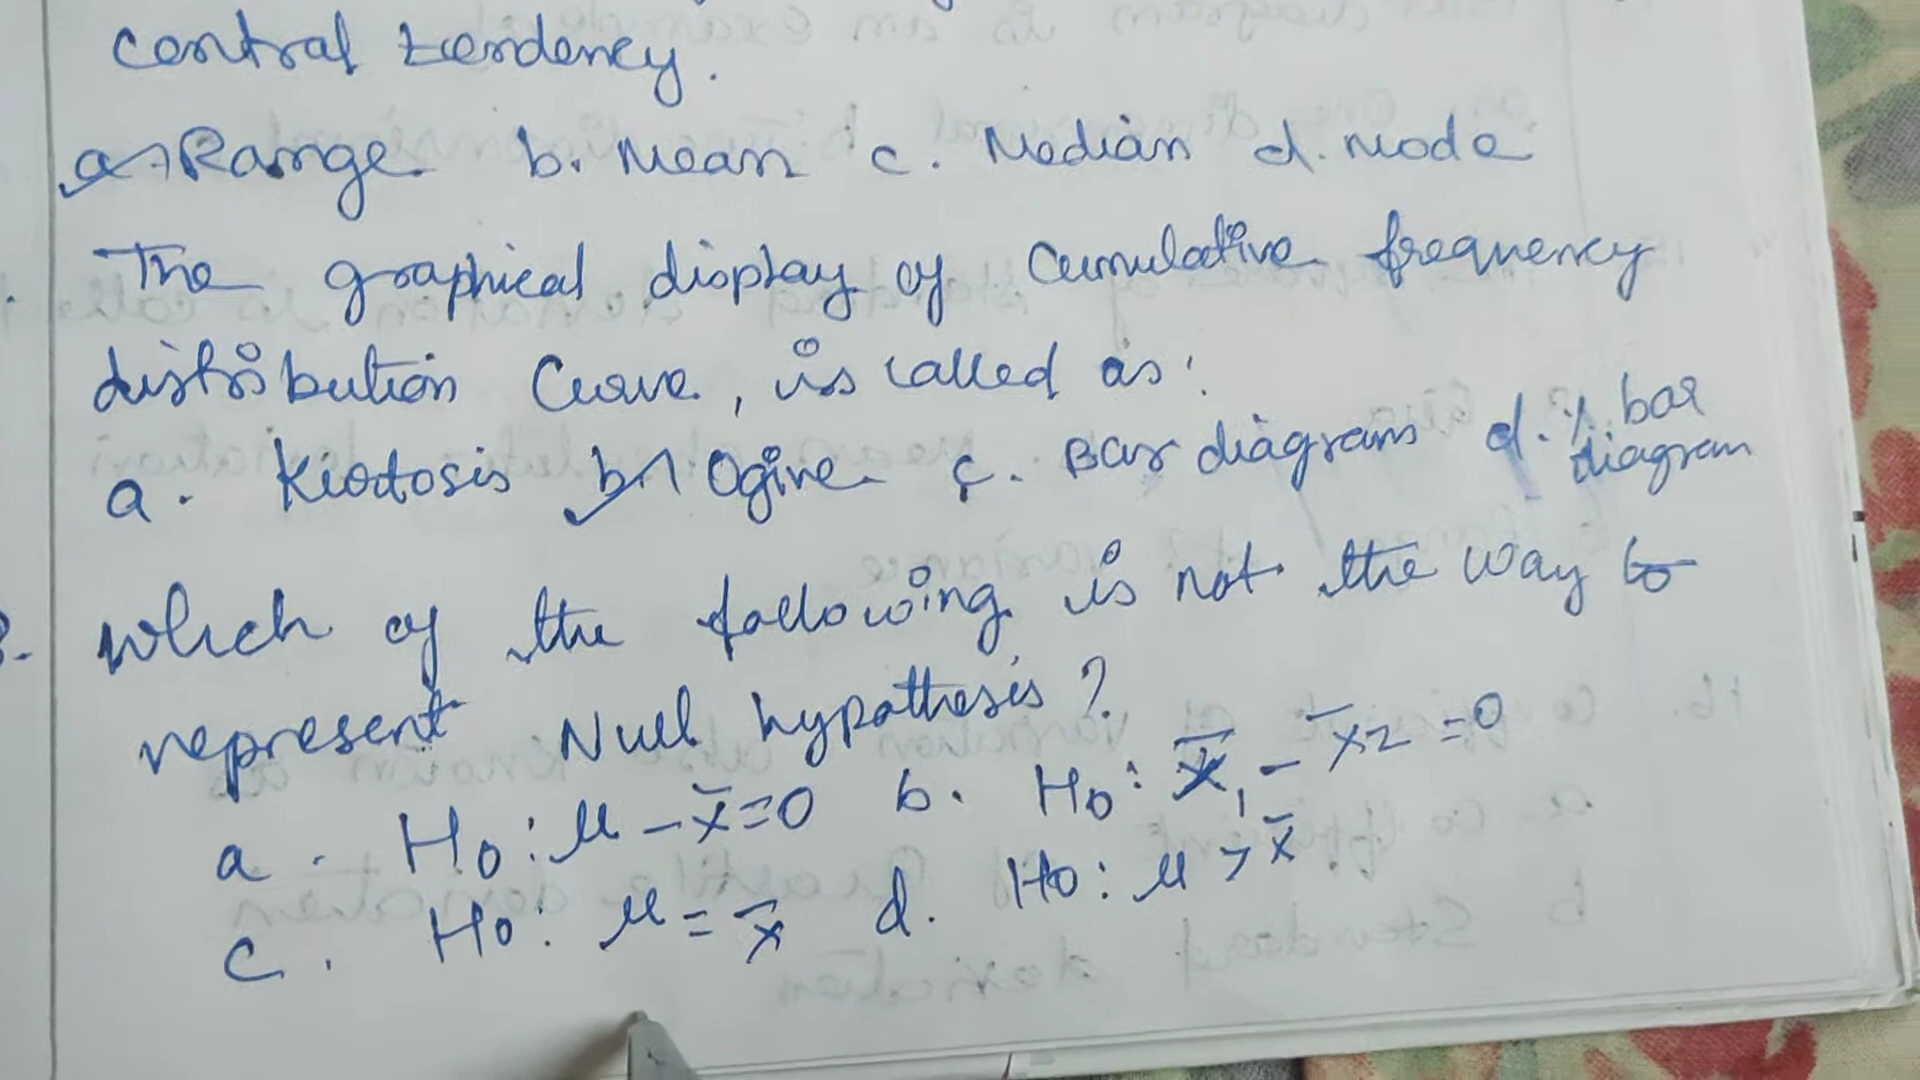 central tendency.
a. Range b. Mean c. Median d. mode
The graphical display of Cumulative frequency
distribution Curve, is called as:
a. Kiotosis b. Ogive c. Bar diagram d. % bar diagram
which of the following is not the way to
represent Null hypothesis?
a. H₀: μ - x̄ = 0 b. H₀: x̄₁ - x̄2 = 0
c. H₀: μ = x̄ d. H₀: μ > x̄